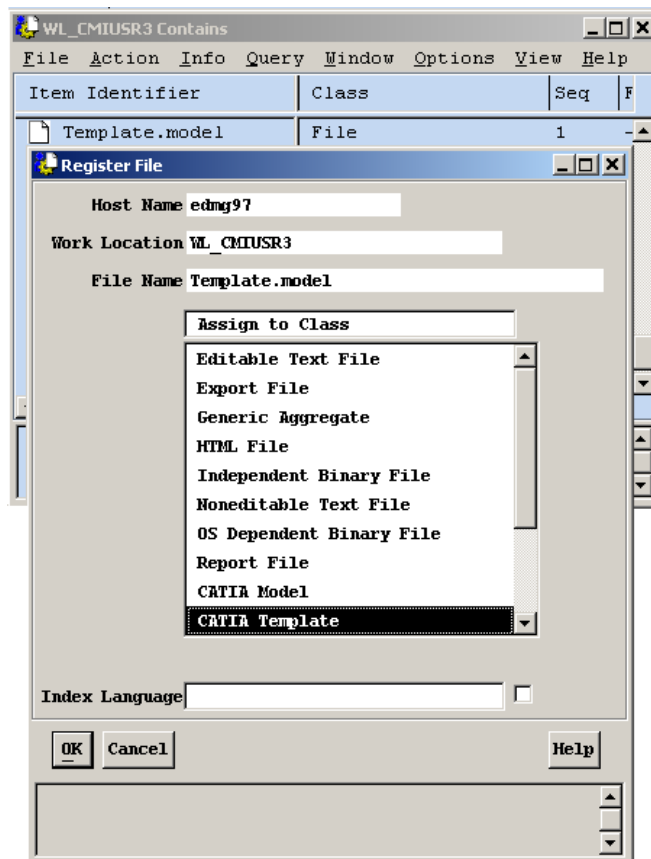 WL_CMIUSR3 Contains
File Action Info Query Window Options View Help
Item Identifier Class Seq F
Template.model File 1 -
Register File
Host Name edmg97
Work Location WL_CMIUSR3
File Name Template.model
Assign to Class
Editable Text File
Export File
Generic Aggregate
HTML File
Independent Binary File
Noneditable Text File
OS Dependent Binary File
Report File
CATIA Model
CATIA Template
Index Language
OK Cancel Help